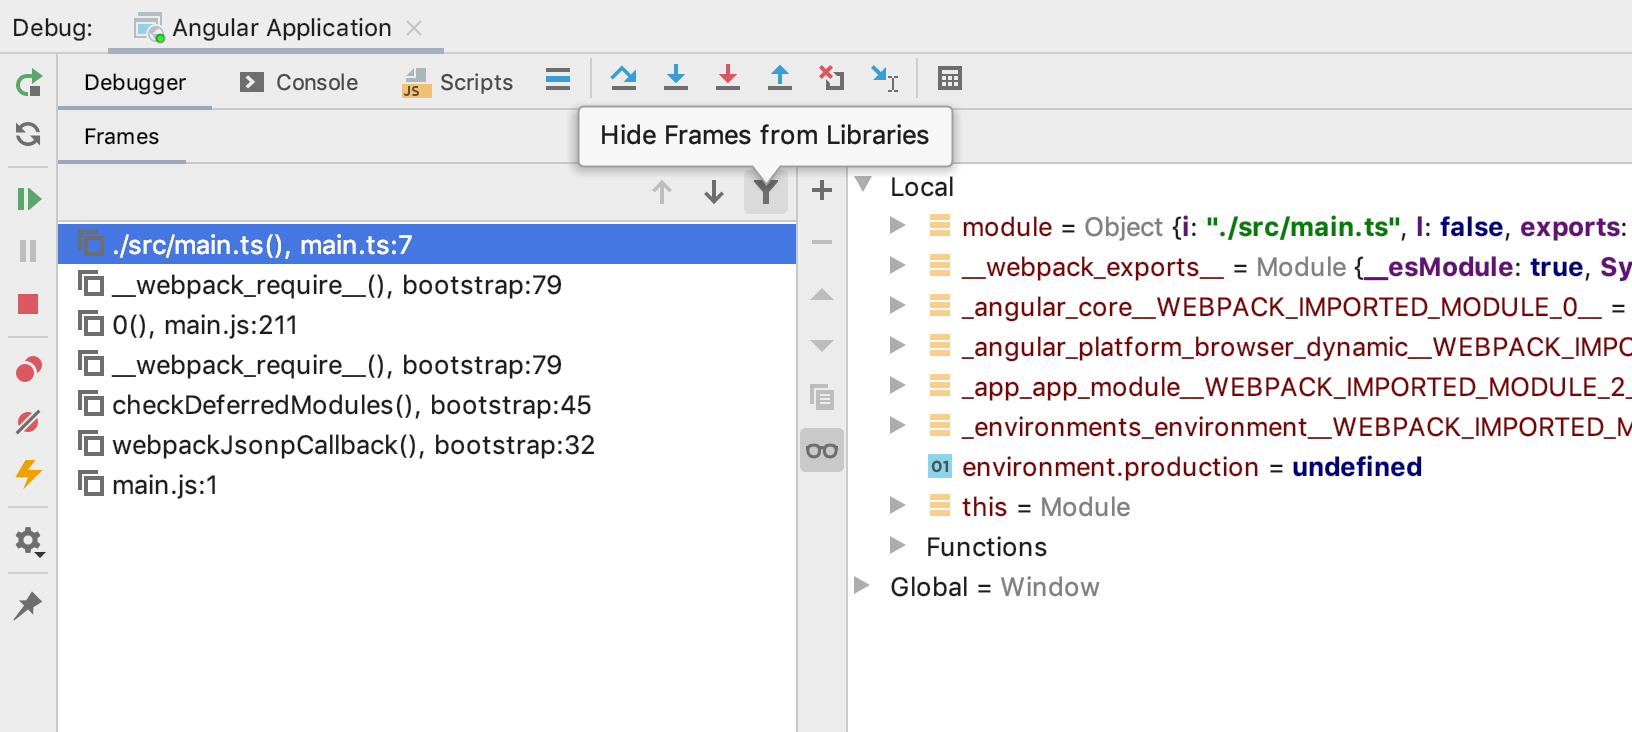 Debug: Angular Application
Debugger Console JS Scripts
Frames
Hide Frames from Libraries
./src/main.ts(), main.ts:7
__webpack_require__(), bootstrap:79
0(), main.js:211
__webpack_require__(), bootstrap:79
checkDeferredModules(), bootstrap:45
webpackJsonpCallback(), bootstrap:32
main.js:1
Local
module = Object {i: "./src/main.ts", l: false, exports:
__webpack_exports__ = Module {__esModule: true, Sy
_angular_core__WEBPACK_IMPORTED_MODULE_0__ =
_angular_platform_browser_dynamic__WEBPACK_IMPO
_app_app_module__WEBPACK_IMPORTED_MODULE_2_
_environments_environment__WEBPACK_IMPORTED_M
01 environment.production = undefined
this = Module
Functions
Global = Window